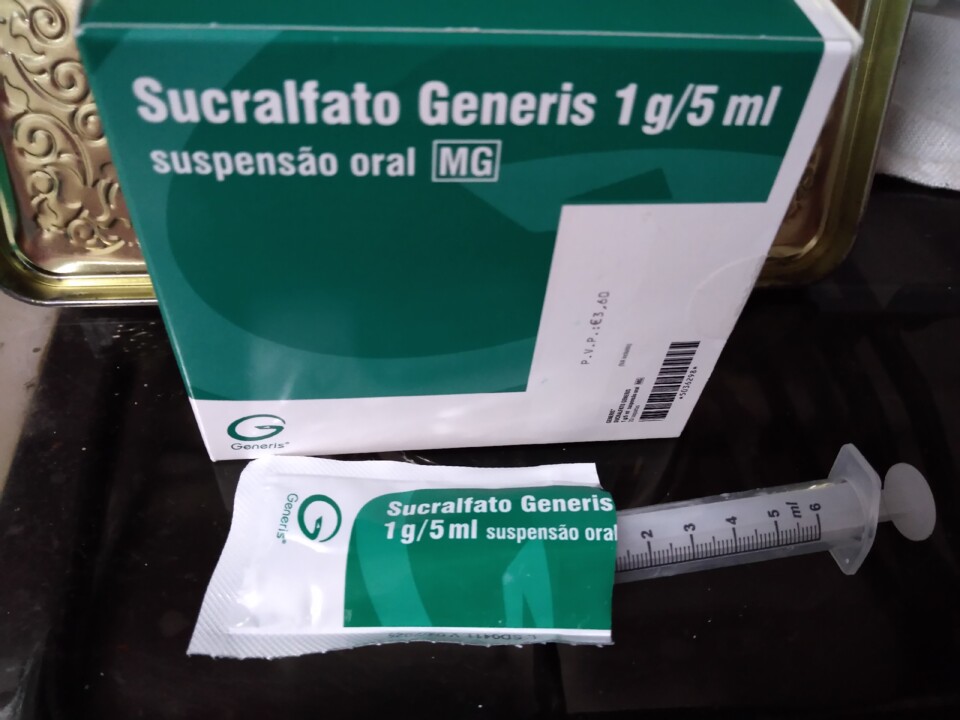 Sucralfato Generis 1 g/5 ml
suspensão oral MG
P.V.P.:€3,60
*5036298*
Generis
Generis
Sucralfato Generis
1 g/5 ml suspensão oral
2 3 4 5 ml 6